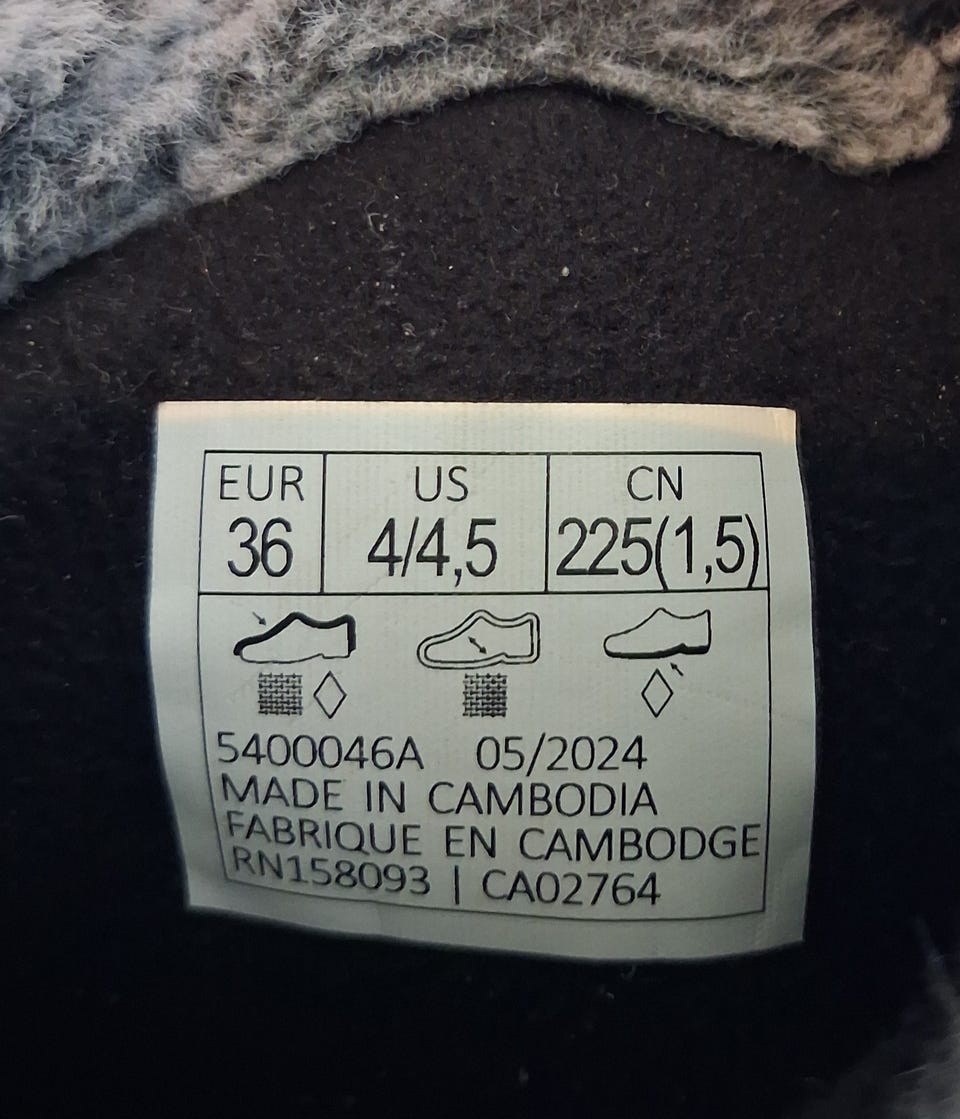 EUR US CN
36 4/4,5 225(1,5)
5400046A 05/2024
MADE IN CAMBODIA
FABRIQUE EN CAMBODGE
RN158093 | CA02764